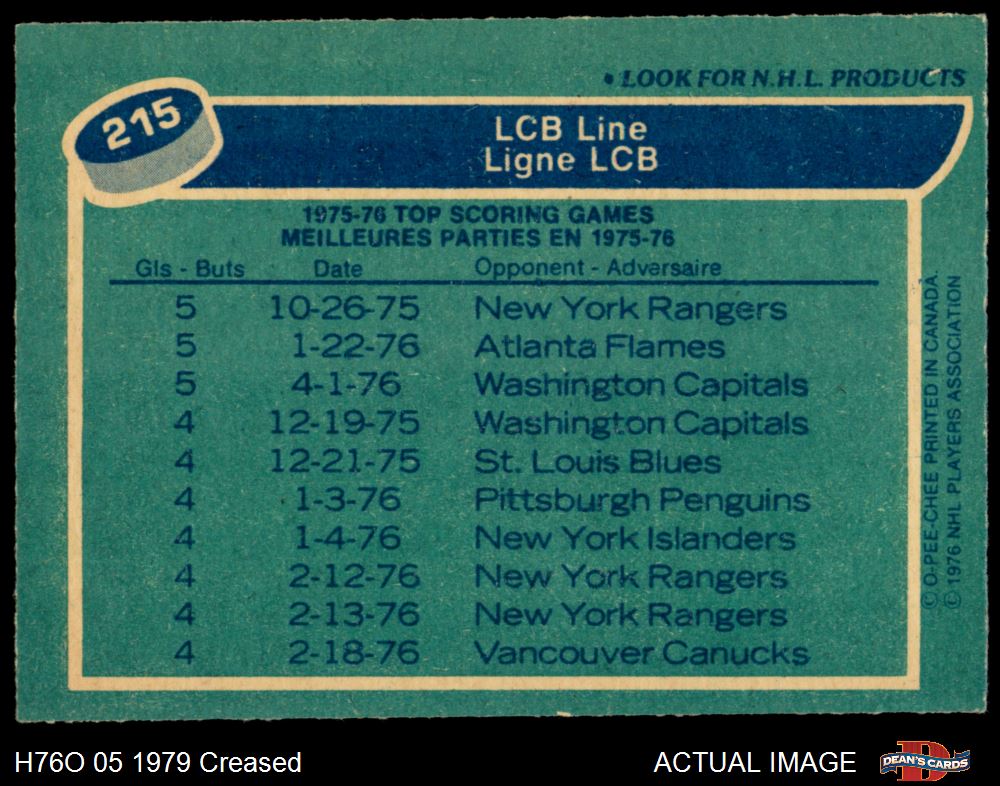 • LOOK FOR N.H.L. PRODUCTS
215
LCB Line
Ligne LCB
1975-76 TOP SCORING GAMES
MEILLEURES PARTIES EN 1975-76
Gls - Buts Date Opponent - Adversaire
5 10-26-75 New York Rangers
5 1-22-76 Atlanta Flames
5 4-1-76 Washington Capitals
4 12-19-75 Washington Capitals
4 12-21-75 St. Louis Blues
4 1-3-76 Pittsburgh Penguins
4 1-4-76 New York Islanders
4 2-12-76 New York Rangers
4 2-13-76 New York Rangers
4 2-18-76 Vancouver Canucks
© O-PEE-CHEE PRINTED IN CANADA.
© 1976 NHL PLAYERS ASSOCIATION
H76O 05 1979 Creased
ACTUAL IMAGE
D
DEAN'S CARDS